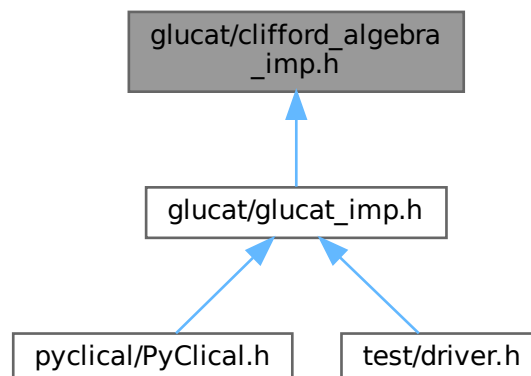 glucat/clifford_algebra
_imp.h
glucat/glucat_imp.h
pyclical/PyClical.h
test/driver.h